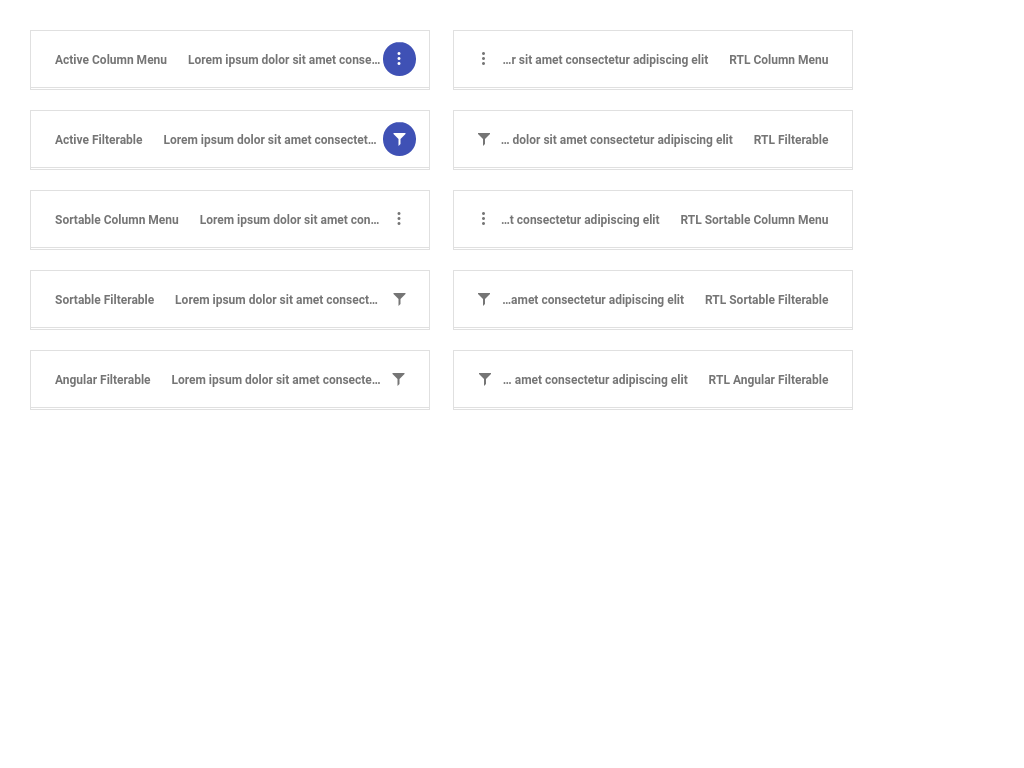 Active Column Menu Lorem ipsum dolor sit amet conse...
...r sit amet consectetur adipiscing elit RTL Column Menu
Active Filterable Lorem ipsum dolor sit amet consectet...
... dolor sit amet consectetur adipiscing elit RTL Filterable
Sortable Column Menu Lorem ipsum dolor sit amet con...
...t consectetur adipiscing elit RTL Sortable Column Menu
Sortable Filterable Lorem ipsum dolor sit amet consect...
...amet consectetur adipiscing elit RTL Sortable Filterable
Angular Filterable Lorem ipsum dolor sit amet consecte...
... amet consectetur adipiscing elit RTL Angular Filterable